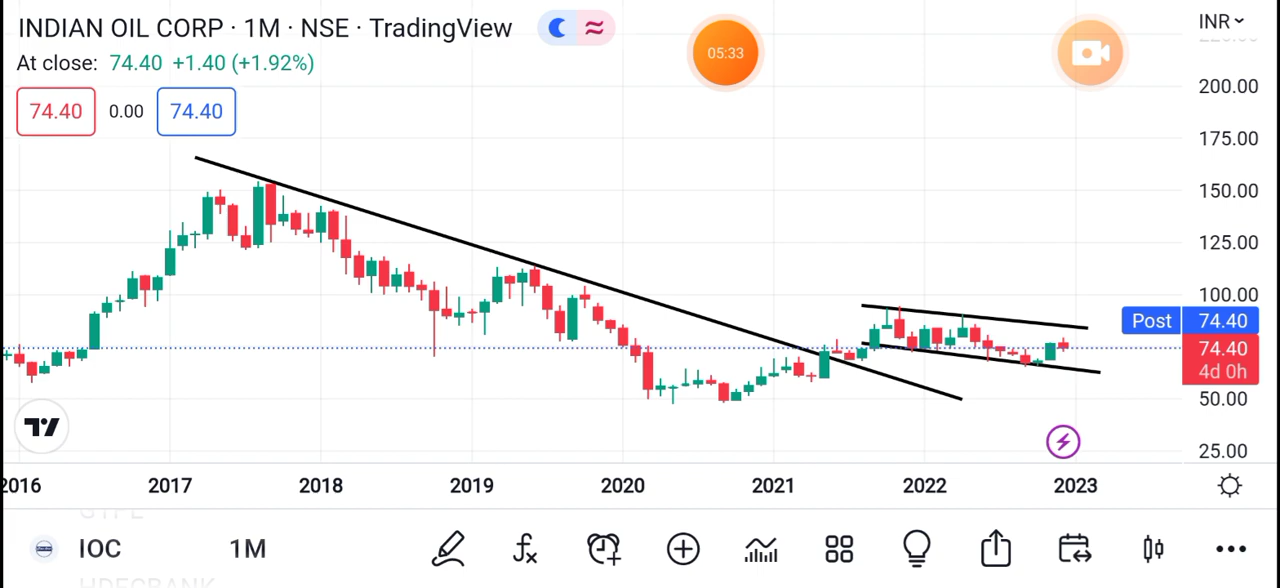 INDIAN OIL CORP · 1M · NSE · TradingView
05:33
INR
At close: 74.40 +1.40 (+1.92%)
74.40 0.00 74.40
200.00
175.00
150.00
125.00
100.00
Post 74.40
74.40
4d 0h
50.00
25.00
2016 2017 2018 2019 2020 2021 2022 2023
IOC 1M